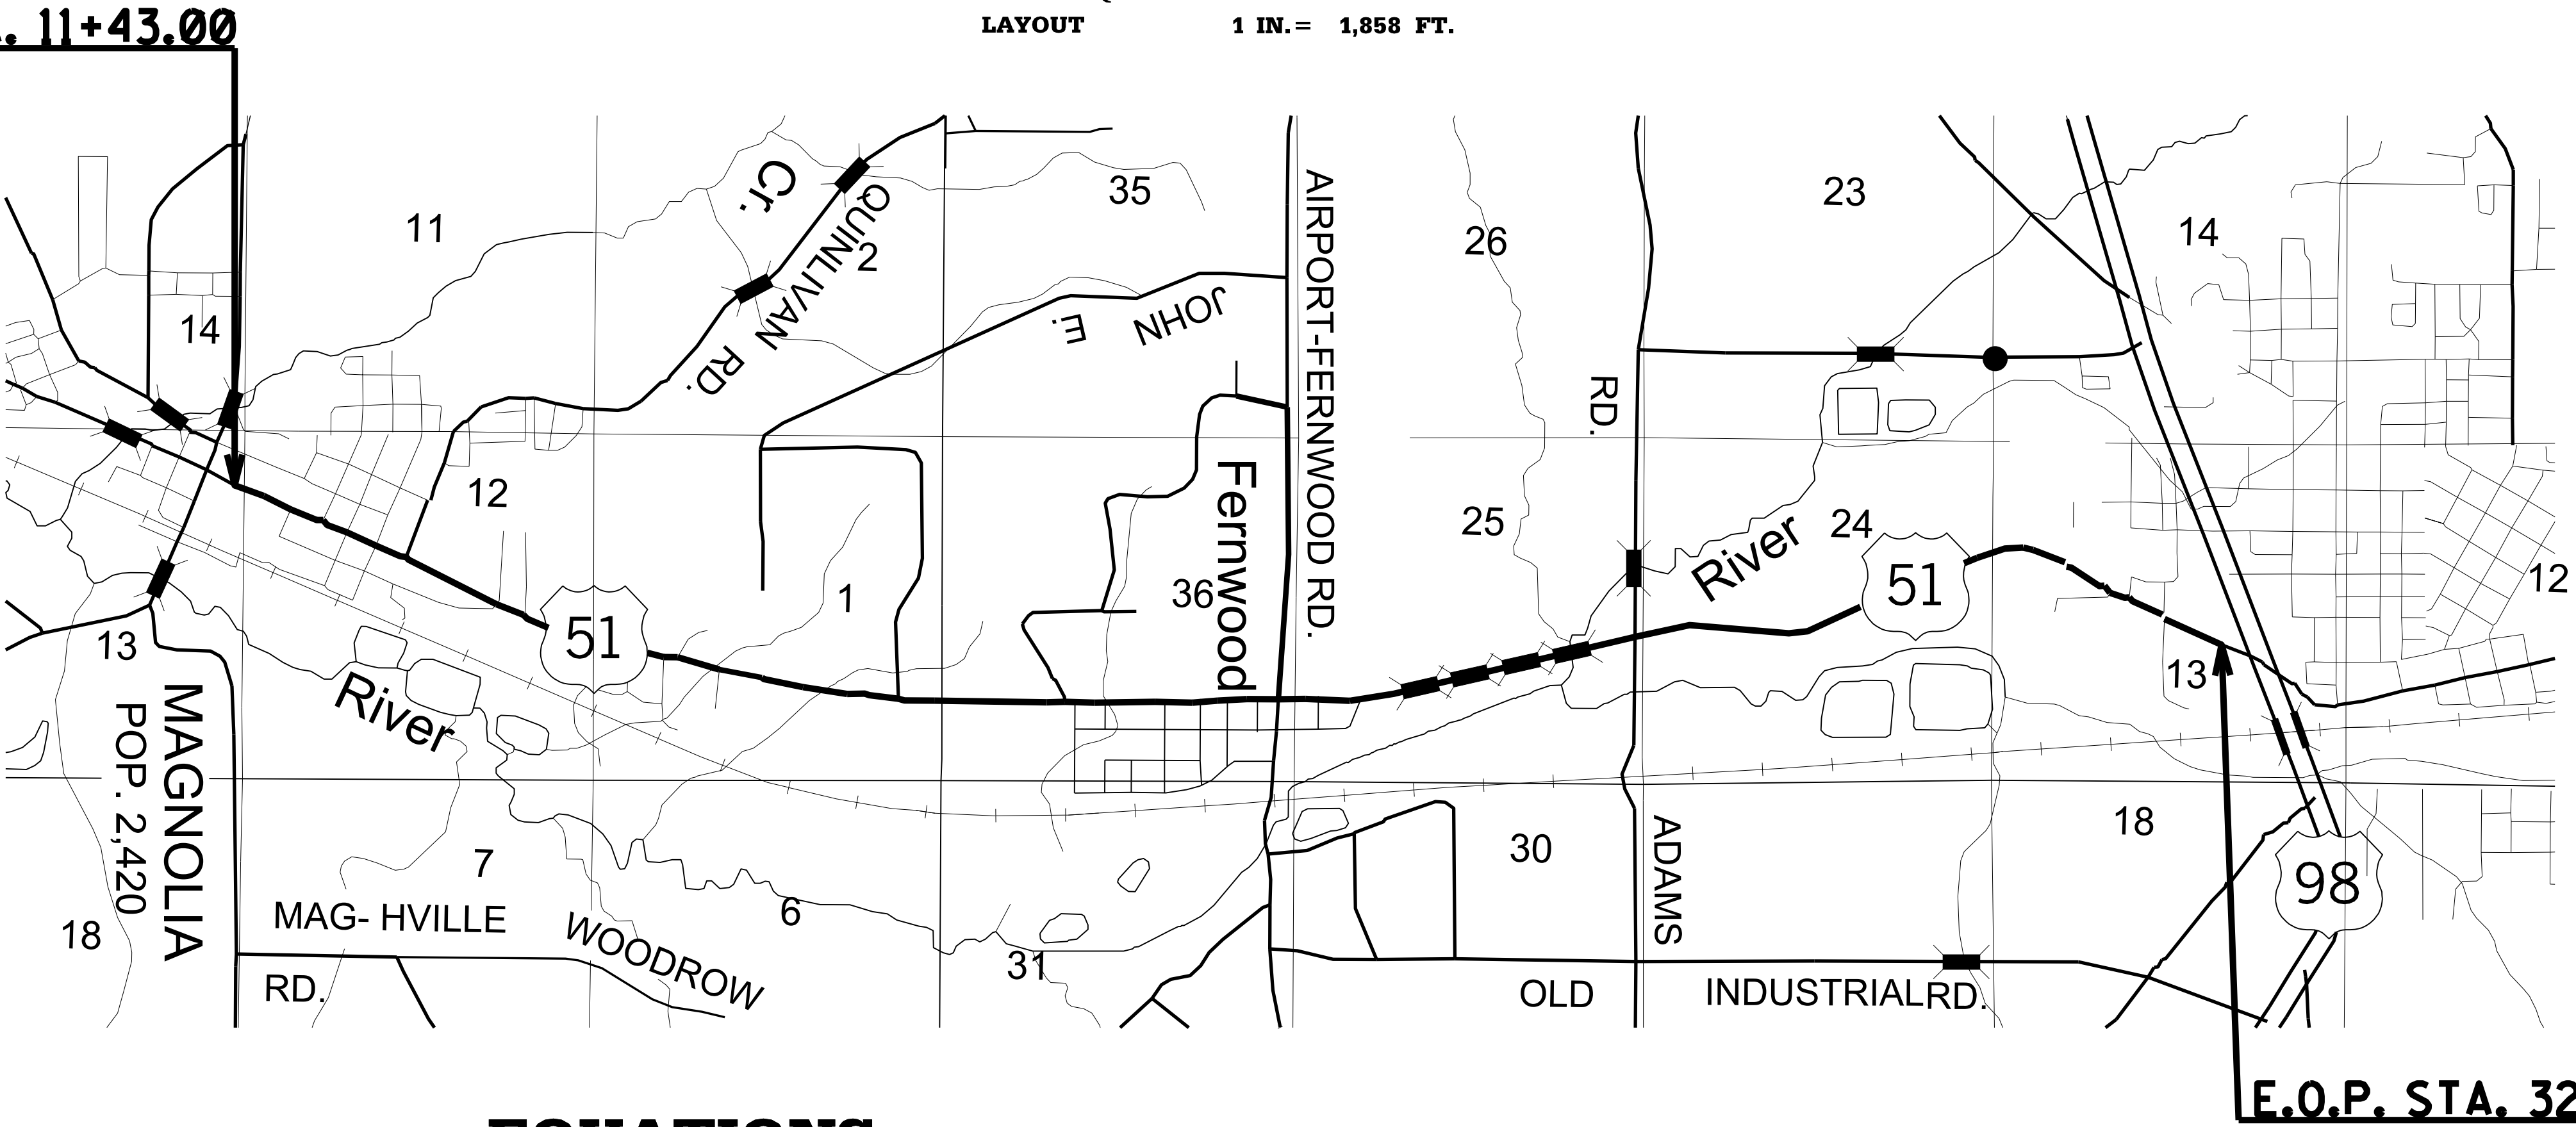 11+43.00
LAYOUT 1 IN.= 1,858 FT.
Cr.
QUINLIVAN RD.
35
2
11
14
26
23
14
JOHN E.
AIRPORT-FERNWOOD RD.
RD.
12
1
36
Fernwood
25
24
River
51
51
12
13
13
MAGNOLIA
POP. 2,420
River
7
6
18
MAG- HVILLE
RD.
WOODROW
31
30
ADAMS
18
98
OLD INDUSTRIAL RD.
E.O.P. STA. 32
EQUATIONS